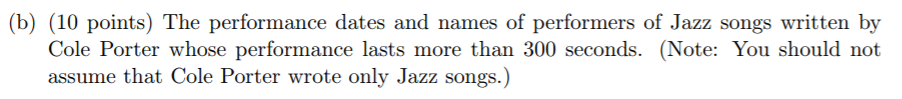 (b) (10 points) The performance dates and names of performers of Jazz songs written by
Cole Porter whose performance lasts more than 300 seconds. (Note: You should not
assume that Cole Porter wrote only Jazz songs.)